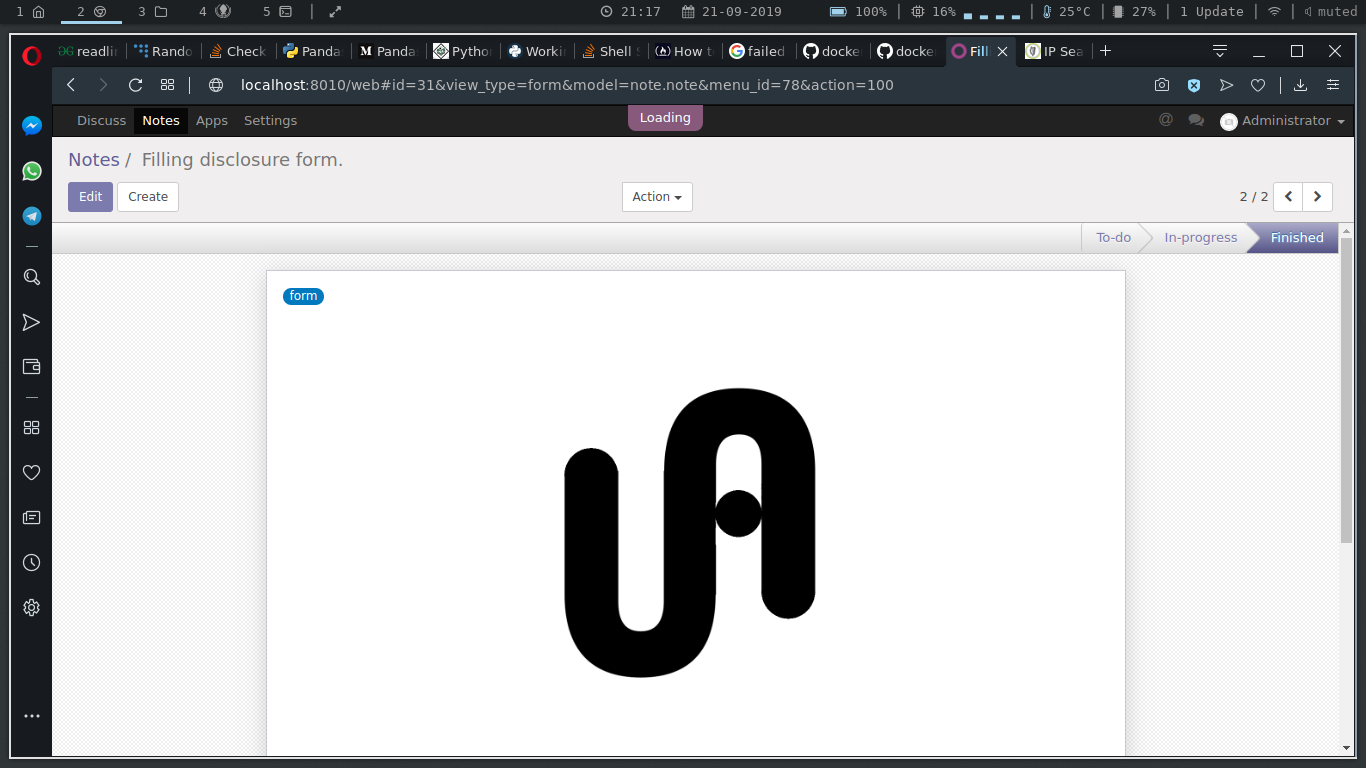 1 2 3 4 5 21:17 21-09-2019 100% 16% 25°C 27% 1 Update muted
readli Rando Check Panda Panda Pytho Worki Shell S How t failed docke docke Fill IP Sea
localhost:8010/web#id=31&view_type=form&model=note.note&menu_id=78&action=100
Discuss Notes Apps Settings Loading @ Administrator
Notes / Filling disclosure form.
Edit Create Action 2 / 2
To-do In-progress Finished
form